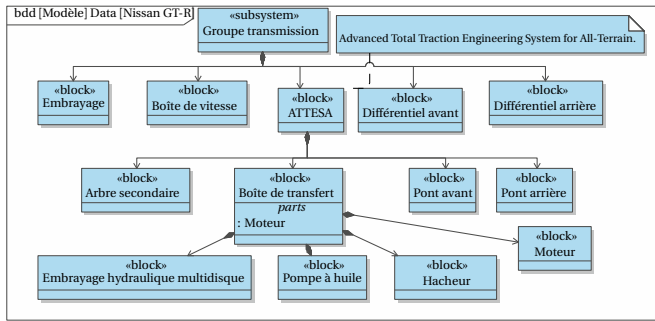 bdd [Modèle] Data [Nissan GT-R]
«subsystem»
Groupe transmission
Advanced Total Traction Engineering System for All-Terrain.
«block»
Embrayage
«block»
Boîte de vitesse
«block»
ATTESA
«block»
Différentiel avant
«block»
Différentiel arrière
«block»
Arbre secondaire
«block»
Boîte de transfert
parts
: Moteur
«block»
Pont avant
«block»
Pont arrière
«block»
Moteur
«block»
Embrayage hydraulique multidisque
«block»
Pompe à huile
«block»
Hacheur